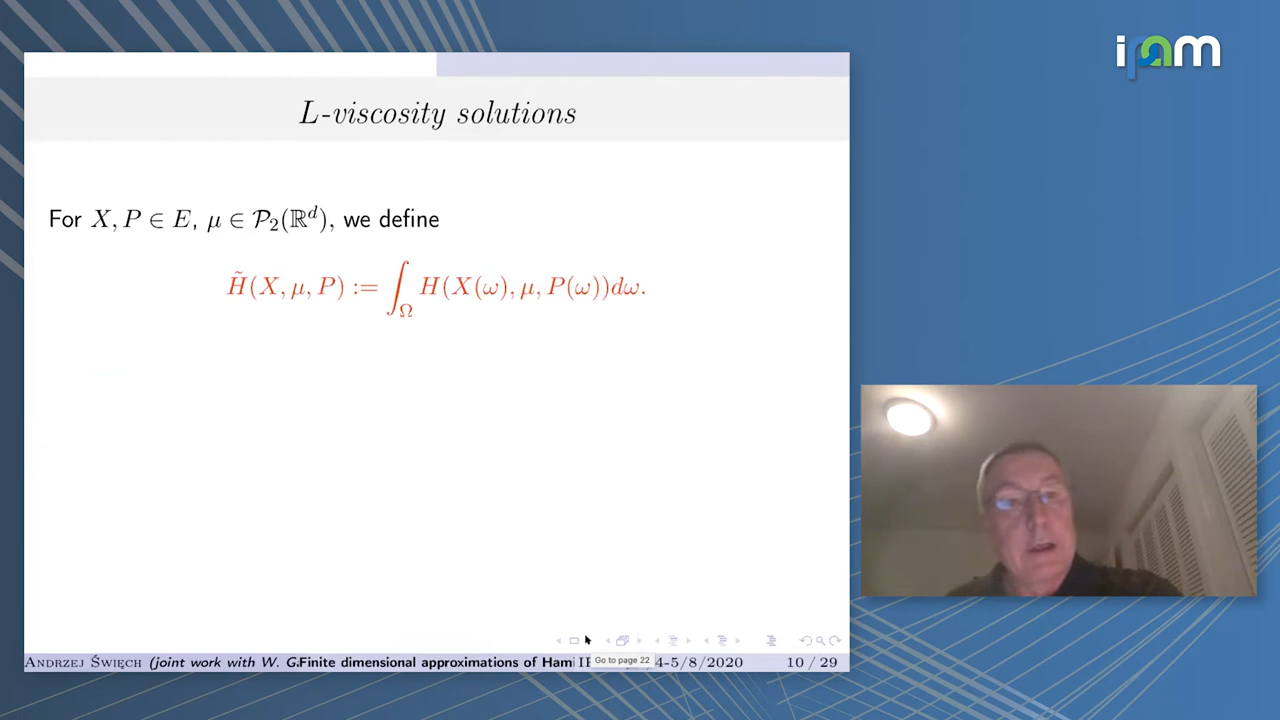 ipam
L-viscosity solutions
For X, P ∈ E, μ ∈ 𝒫₂(ℝᵈ), we define
H̃(X, μ, P) := ∫_Ω H(X(ω), μ, P(ω))dω.
Andrzej Święch (joint work with W. G.Finite dimensional approximations of Hami
Go to page 22
4-5/8/2020
10 / 29